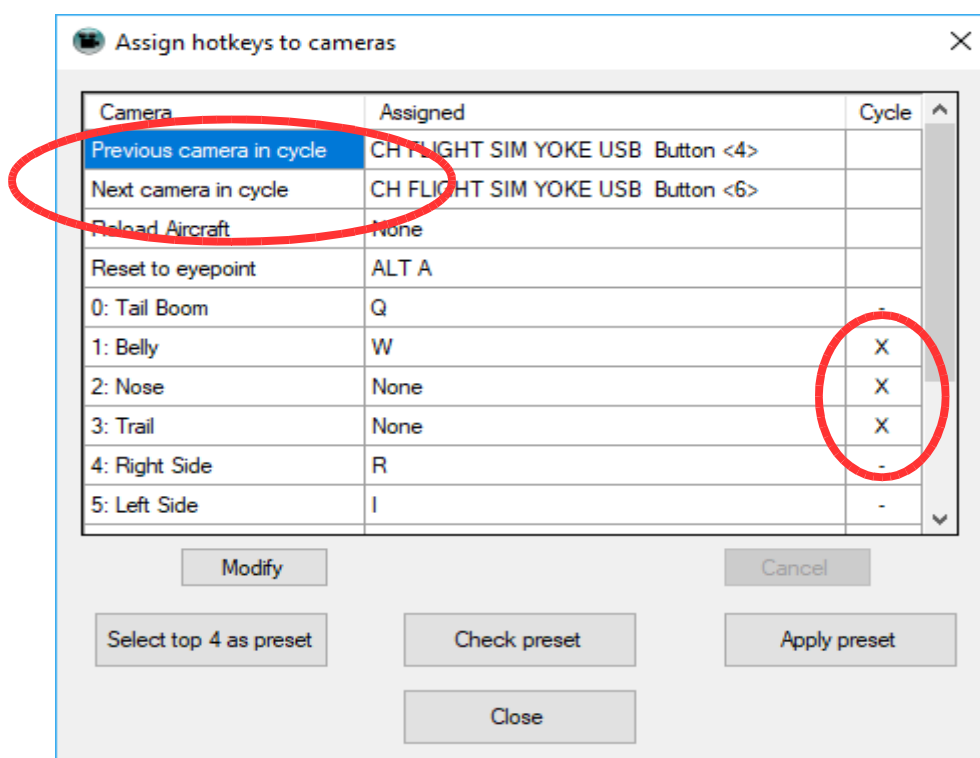 Assign hotkeys to cameras
Camera Assigned Cycle
Previous camera in cycle CH FLIGHT SIM YOKE USB Button <4>
Next camera in cycle CH FLIGHT SIM YOKE USB Button <6>
Reload Aircraft None
Reset to eyepoint ALT A
0: Tail Boom Q -
1: Belly W X
2: Nose None X
3: Trail None X
4: Right Side R -
5: Left Side I -
Modify Cancel
Select top 4 as preset Check preset Apply preset
Close